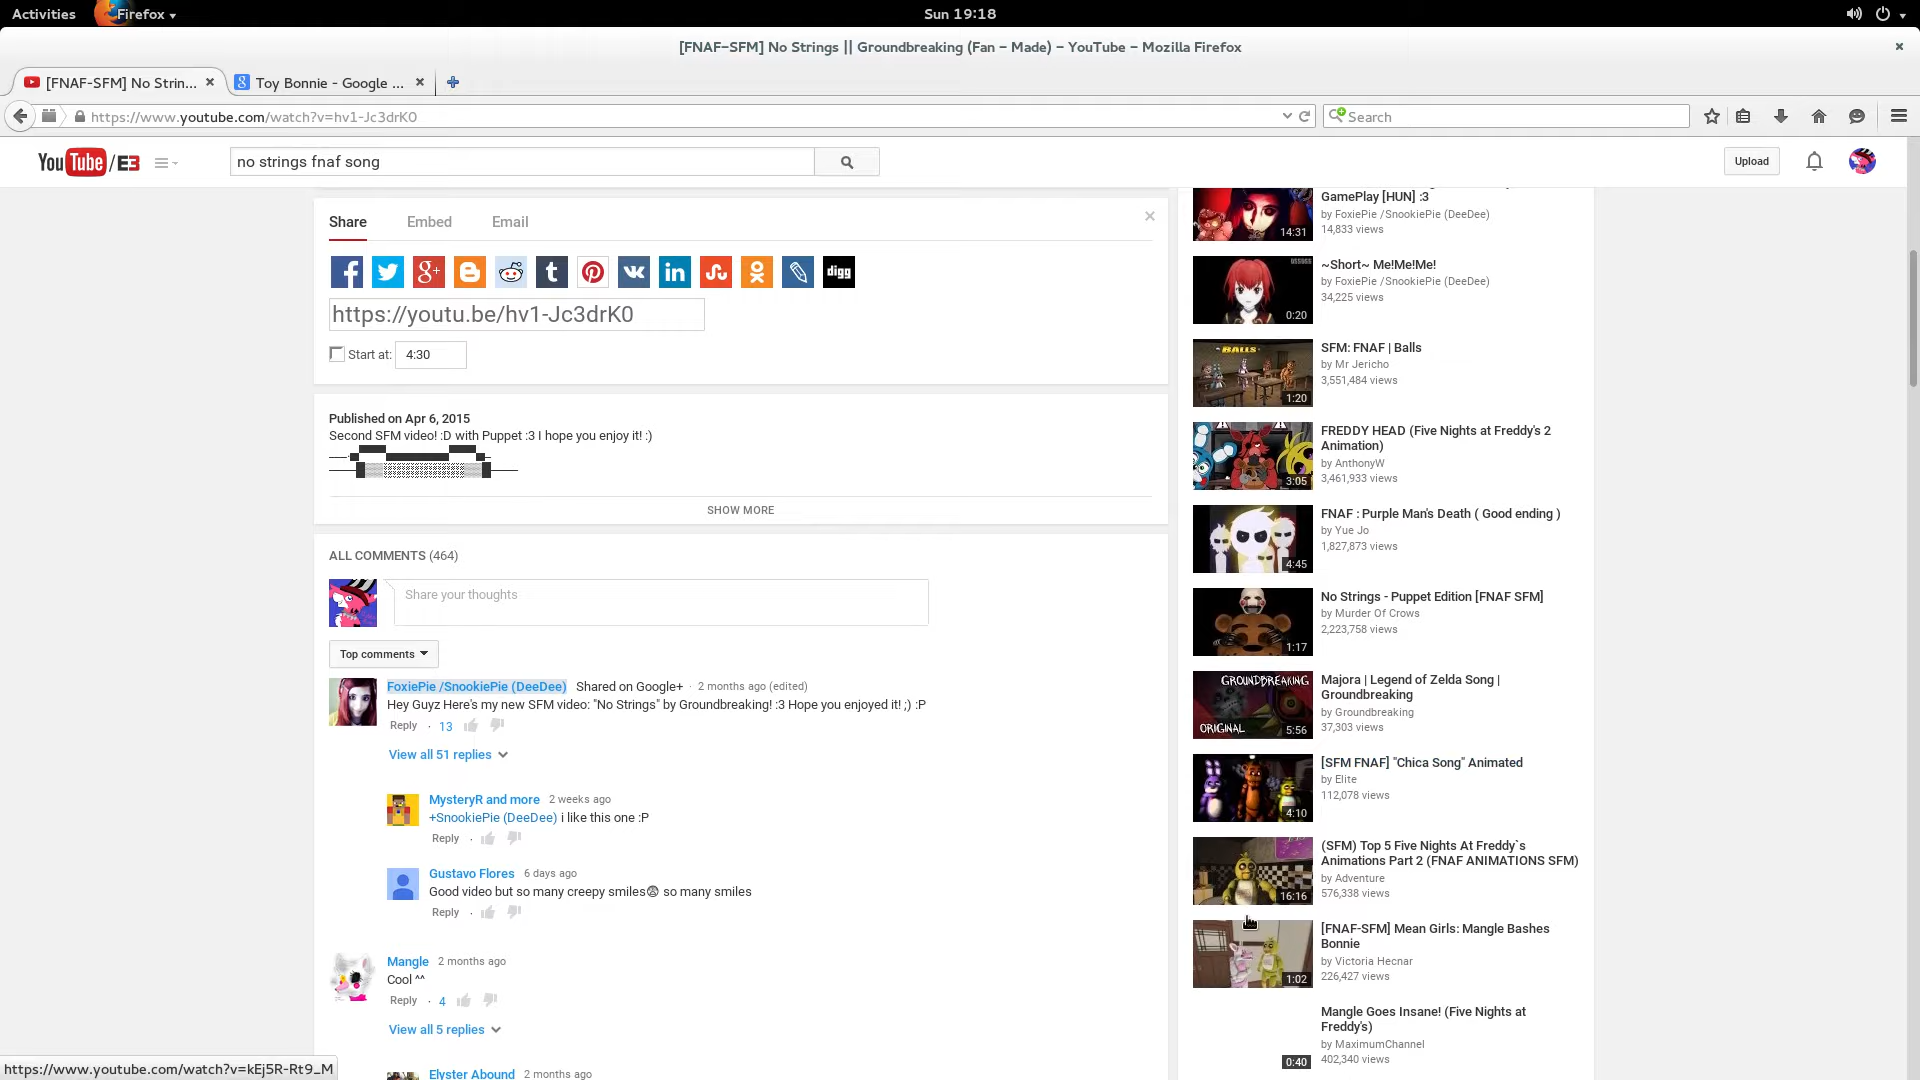 Activities
Firefox
Sun 19:18
[FNAF-SFM] No Strings || Groundbreaking (Fan - Made) - YouTube - Mozilla Firefox
[FNAF-SFM] No Strin...
Toy Bonnie - Google ...
https://www.youtube.com/watch?v=hv1-Jc3drK0
Search
YouTube /E3
no strings fnaf song
Upload
Share
Embed
Email
digg
https://youtu.be/hv1-Jc3drK0
Start at: 4:30
Published on Apr 6, 2015
Second SFM video! :D with Puppet :3 I hope you enjoy it! :)
SHOW MORE
ALL COMMENTS (464)
Share your thoughts
Top comments
FoxiePie /SnookiePie (DeeDee) Shared on Google+ · 2 months ago (edited)
Hey Guyz Here's my new SFM video: "No Strings" by Groundbreaking! :3 Hope you enjoyed it! ;) :P
Reply · 13
View all 51 replies
MysteryR and more 2 weeks ago
+SnookiePie (DeeDee) i like this one :P
Reply ·
Gustavo Flores 6 days ago
Good video but so many creepy smiles😨 so many smiles
Reply ·
Mangle 2 months ago
Cool ^^
Reply · 4
View all 5 replies
Elyster Abound 2 months ago
GamePlay [HUN] :3
by FoxiePie /SnookiePie (DeeDee)
14,833 views
14:31
~Short~ Me!Me!Me!
by FoxiePie /SnookiePie (DeeDee)
34,225 views
0:20
SFM: FNAF | Balls
by Mr Jericho
3,551,484 views
BALLS
1:20
FREDDY HEAD (Five Nights at Freddy's 2
Animation)
by AnthonyW
3,461,933 views
3:05
FNAF : Purple Man's Death ( Good ending )
by Yue Jo
1,827,873 views
4:45
No Strings - Puppet Edition [FNAF SFM]
by Murder Of Crows
2,223,758 views
1:17
Majora | Legend of Zelda Song |
Groundbreaking
by Groundbreaking
37,303 views
GROUNDBREAKING
ORIGINAL
5:56
[SFM FNAF] "Chica Song" Animated
by Elite
112,078 views
4:10
(SFM) Top 5 Five Nights At Freddy`s
Animations Part 2 (FNAF ANIMATIONS SFM)
by Adventure
576,338 views
16:16
[FNAF-SFM] Mean Girls: Mangle Bashes
Bonnie
by Victoria Hecnar
226,427 views
1:02
Mangle Goes Insane! (Five Nights at
Freddy's)
by MaximumChannel
402,340 views
0:40
https://www.youtube.com/watch?v=kEj5R-Rt9_M